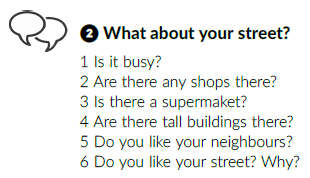 2 What about your street?
1 Is it busy?
2 Are there any shops there?
3 Is there a supermaket?
4 Are there tall buildings there?
5 Do you like your neighbours?
6 Do you like your street? Why?